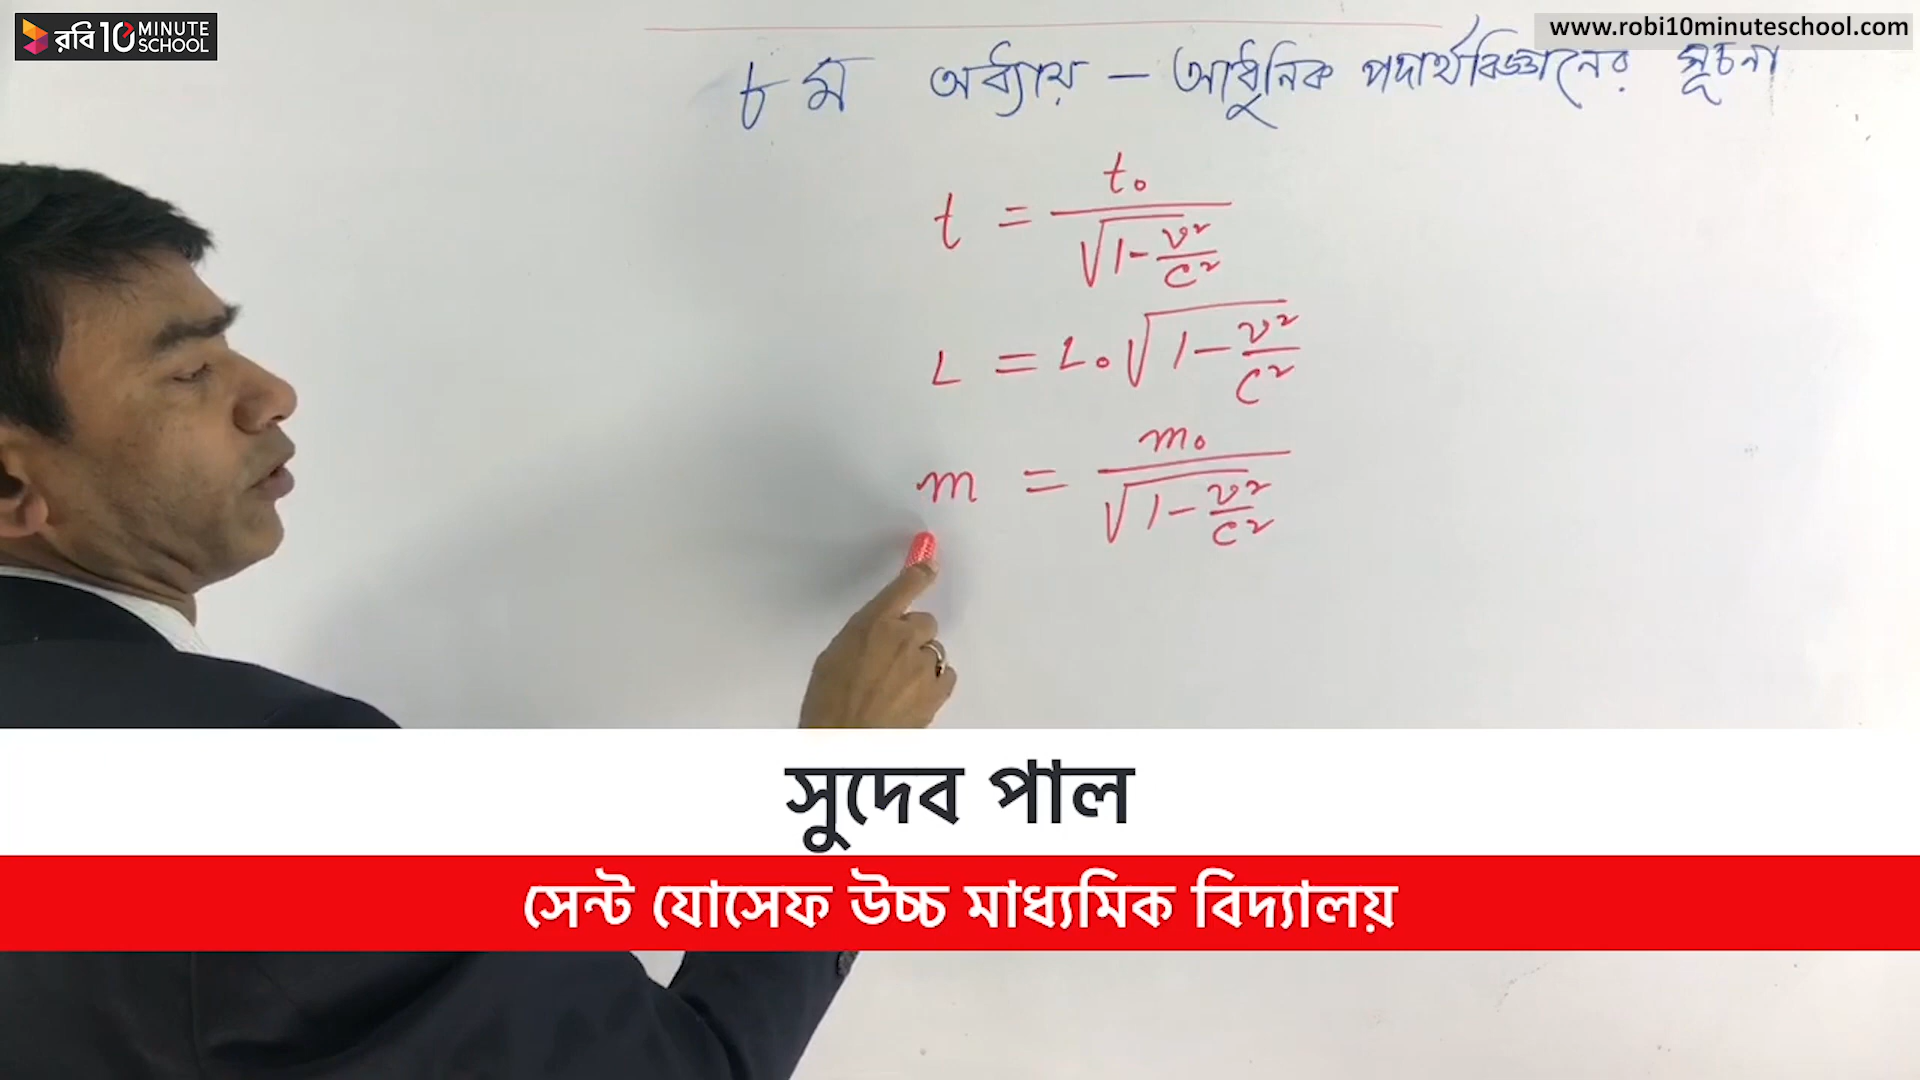 রবি 10 MINUTE SCHOOL
www.robi10minuteschool.com
৮ ম অধ্যায় – আধুনিক পদার্থবিজ্ঞানের সূচনা
t = t₀ / √(1 - v²/c²)
L = L₀ √(1 - v²/c²)
m = m₀ / √(1 - v²/c²)
সুদেব পাল
সেন্ট যোসেফ উচ্চ মাধ্যমিক বিদ্যালয়